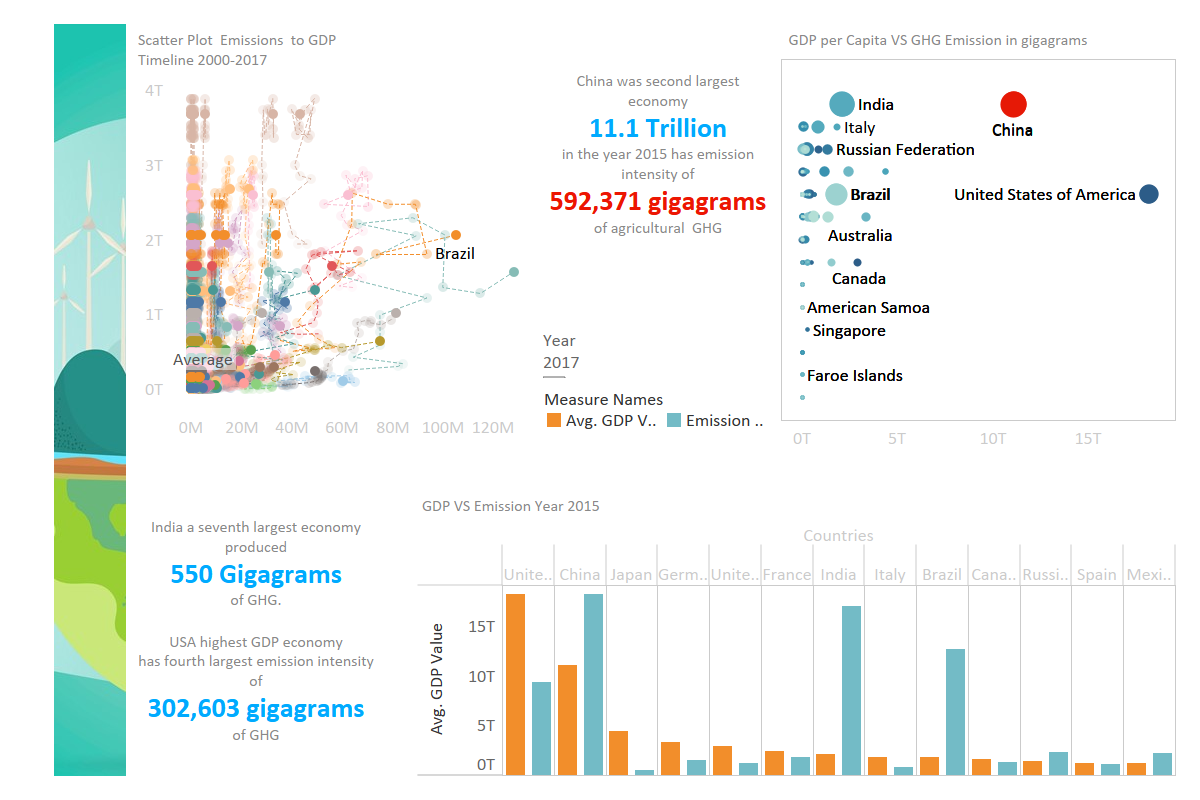 Scatter Plot Emissions to GDP
Timeline 2000-2017
4T
3T
2T
1T
0T
Brazil
Average
0M 20M 40M 60M 80M 100M 120M
China was second largest
economy
11.1 Trillion
in the year 2015 has emission
intensity of
592,371 gigagrams
of agricultural GHG
Year
2017
Measure Names
Avg. GDP V.. Emission ..
GDP per Capita VS GHG Emission in gigagrams
India
China
Italy
Russian Federation
Brazil
United States of America
Australia
Canada
American Samoa
Singapore
Faroe Islands
0T 5T 10T 15T
India a seventh largest economy
produced
550 Gigagrams
of GHG.
USA highest GDP economy
has fourth largest emission intensity
of
302,603 gigagrams
of GHG
GDP VS Emission Year 2015
Countries
Unite.. China Japan Germ.. Unite.. France India Italy Brazil Cana.. Russi.. Spain Mexi..
Avg. GDP Value
15T
10T
5T
0T